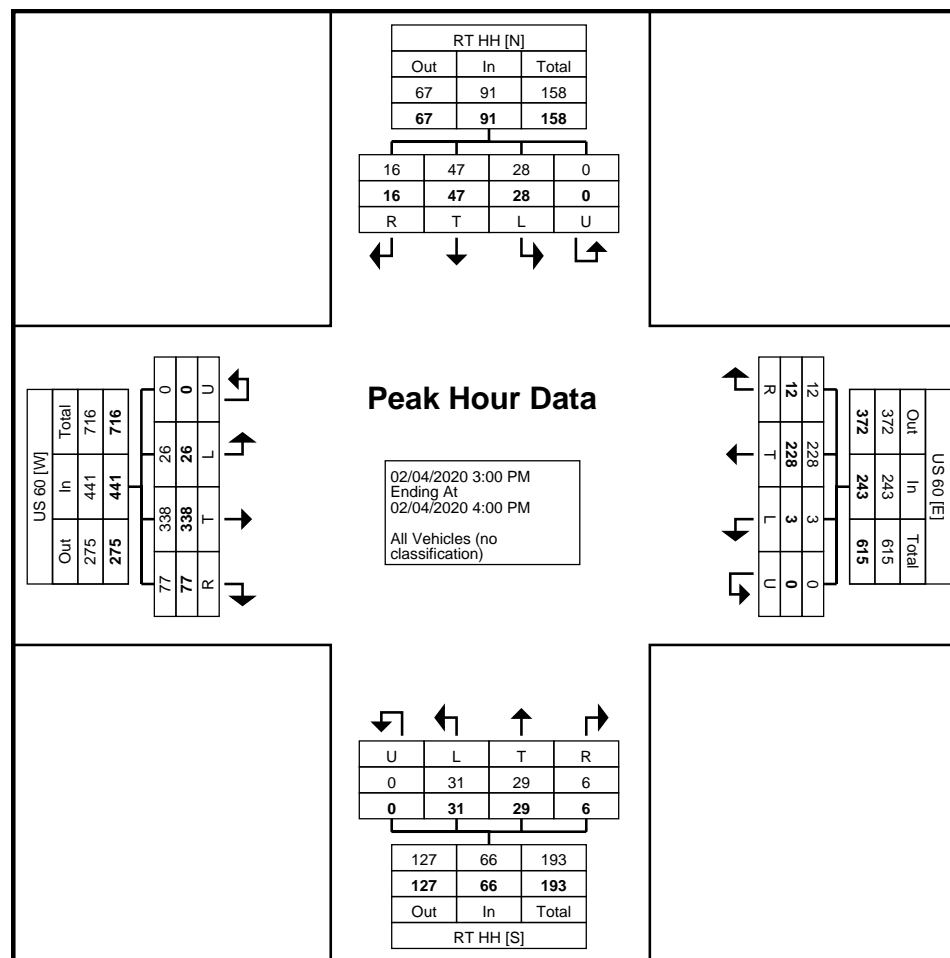 RT HH [N]
Out In Total
67 91 158
67 91 158
16 47 28 0
16 47 28 0
R T L U
Peak Hour Data
02/04/2020 3:00 PM
Ending At
02/04/2020 4:00 PM
All Vehicles (no
classification)
US 60 [W]
Total In Out
716 441 275
716 441 275
0 26 338 77
0 26 338 77
U L T R
R T L U
12 228 3 0
12 228 3 0
372 243 615
372 243 615
Out In Total
US 60 [E]
U L T R
0 31 29 6
0 31 29 6
127 66 193
127 66 193
Out In Total
RT HH [S]